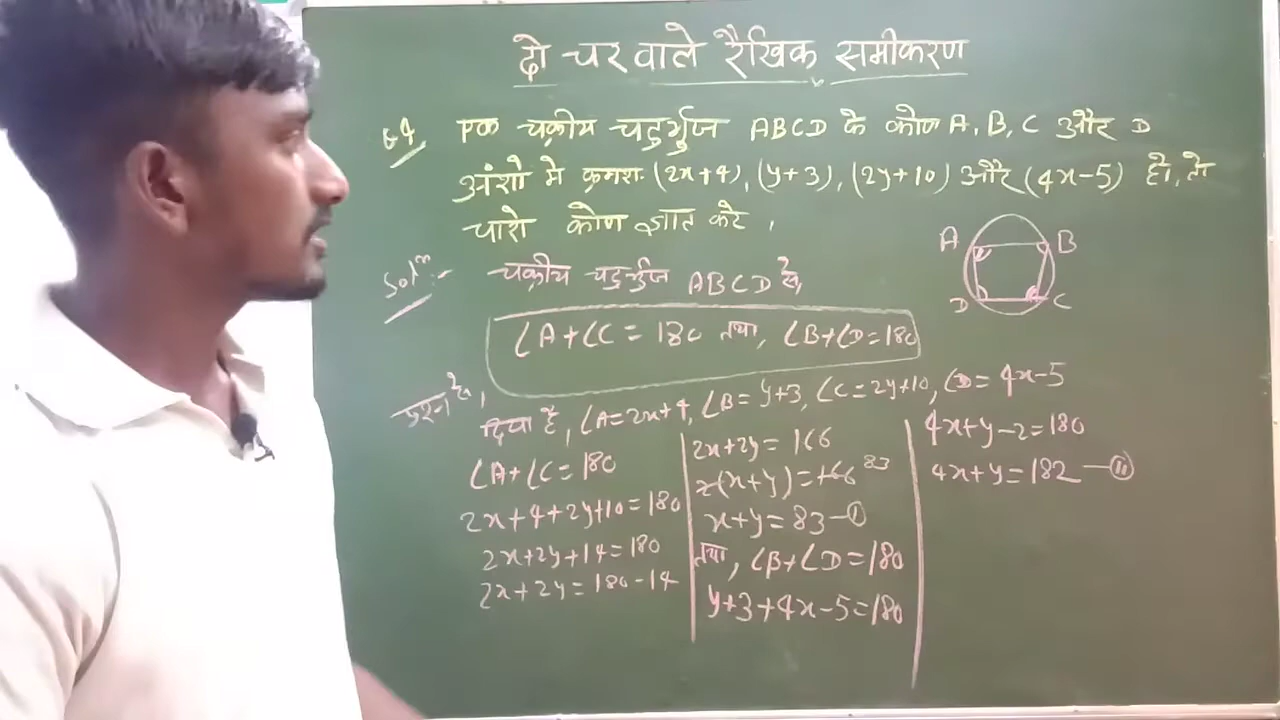 दो चर वाले रैखिक समीकरण
एक चक्रीय चतुर्भुज ABCD के कोण A, B, C और D
अंशो मे क्रमशः (2x+4), (y+3), (2y+10) और (4x-5) हो, तो
चारो कोण ज्ञात करे।
A B
D C
Solⁿ:- चक्रीय चतुर्भुज ABCD से,
∠A+∠C = 180 तथा, ∠B+∠D=180
प्रश्न से,
दिया है, ∠A=2x+4, ∠B=y+3, ∠C=2y+10, ∠D=4x-5
∠A+∠C=180
2x+4+2y+10=180
2x+2y+14=180
2x+2y=180-14
2x+2y=166
2(x+y)=166 83
x+y=83-①
तथा, ∠B+∠D=180
y+3+4x-5=180
4x+y-2=180
4x+y=182-Ⅱ